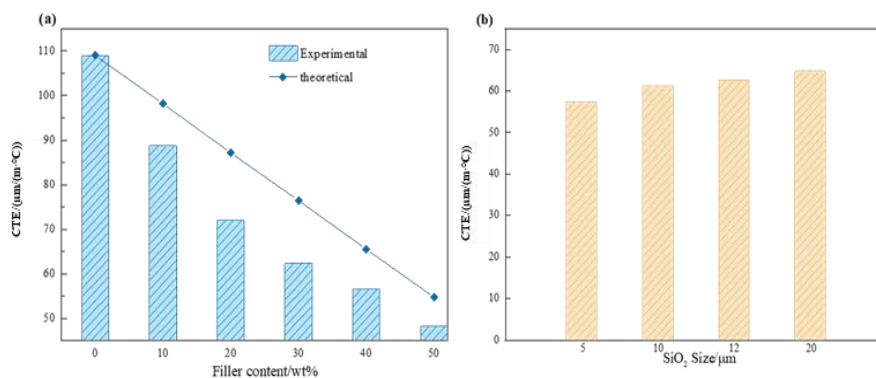 (a)
CTE/(μm/(m·°C))
110
100
90
80
70
60
50
Experimental
theoretical
0 10 20 30 40 50
Filler content/wt%
(b)
CTE/(μm/(m·°C))
70
60
50
40
30
20
10
0
5 10 12 20
SiO₂ Size/μm